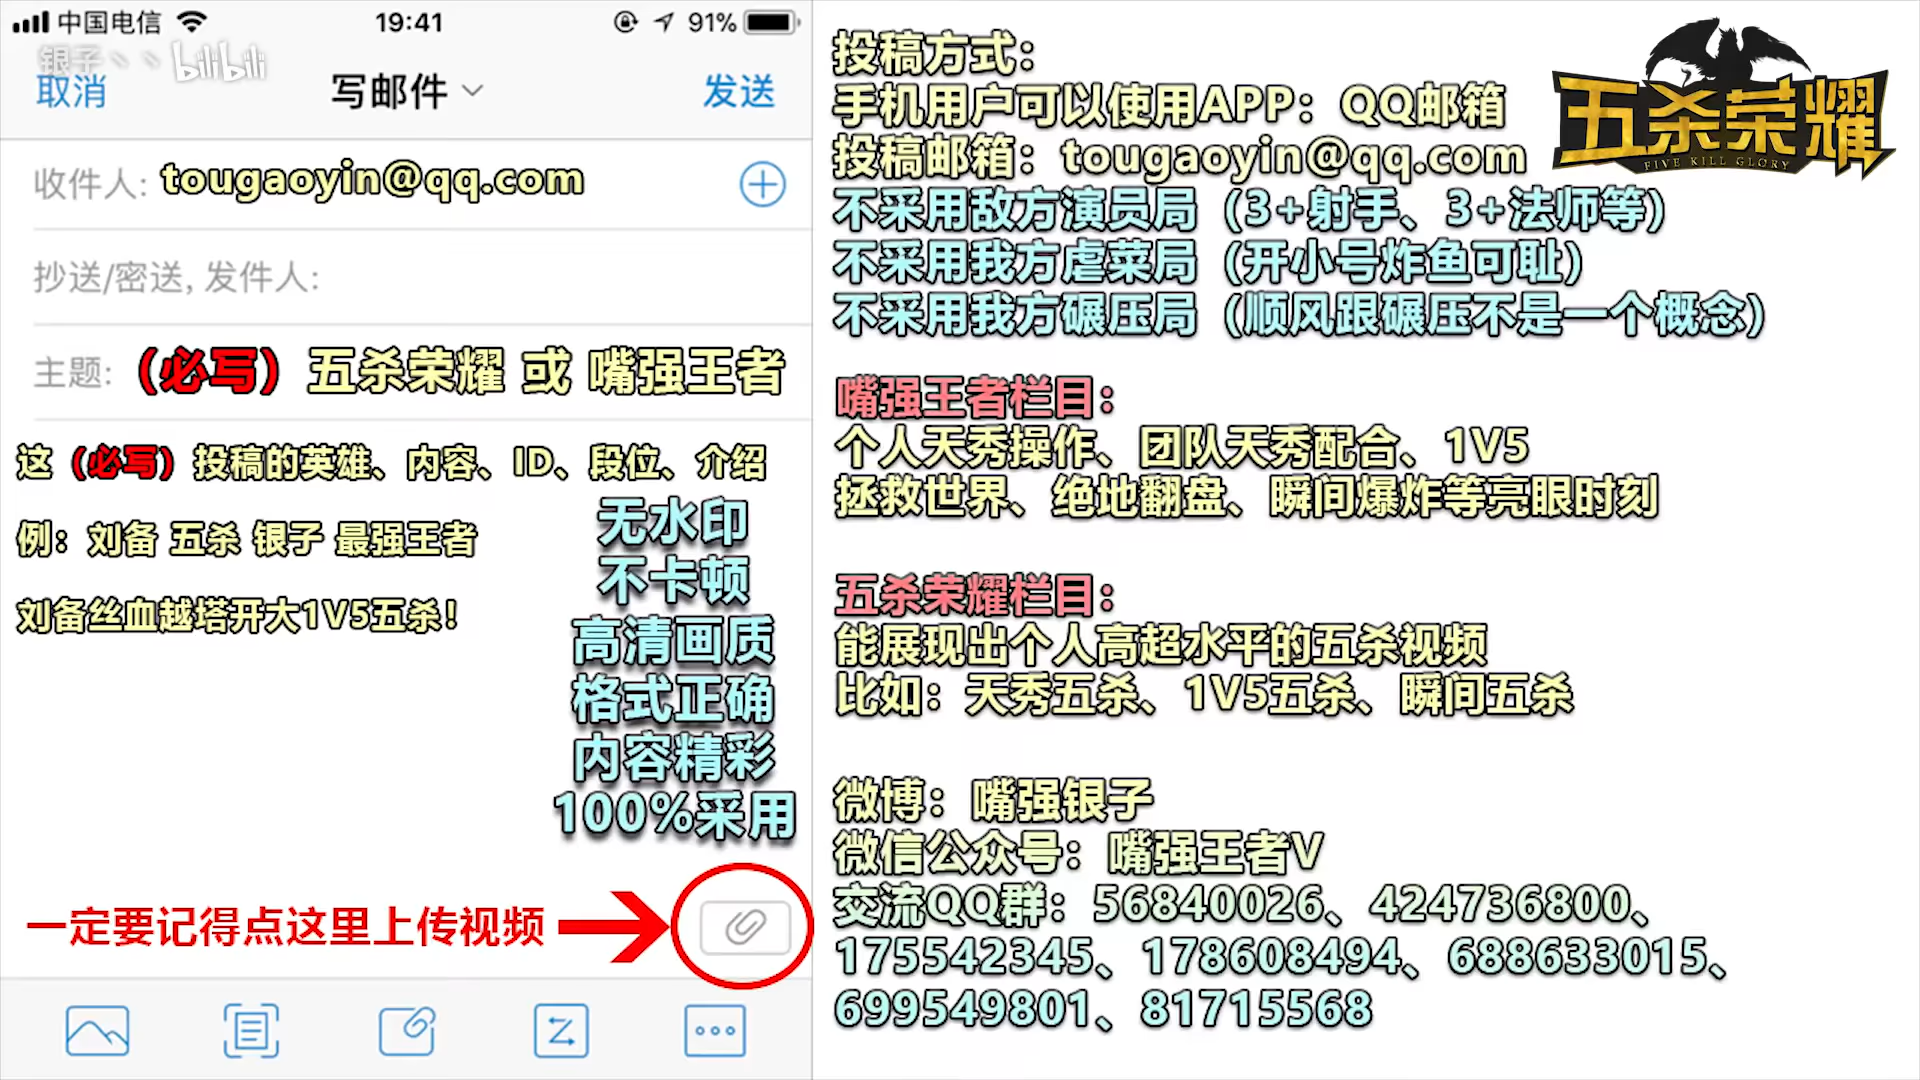 中国电信
19:41
91%
银子丶丶
bilibili
取消
写邮件
发送
收件人: tougaoyin@qq.com
抄送/密送, 发件人:
主题: （必写）五杀荣耀 或 嘴强王者
这（必写）投稿的英雄、内容、ID、段位、介绍
例：刘备 五杀 银子 最强王者
刘备丝血越塔开大1V5五杀！
无水印
不卡顿
高清画质
格式正确
内容精彩
100%采用
一定要记得点这里上传视频
投稿方式：
手机用户可以使用APP：QQ邮箱
投稿邮箱：tougaoyin@qq.com
不采用敌方演员局（3+射手、3+法师等）
不采用我方虐菜局（开小号炸鱼可耻）
不采用我方碾压局（顺风跟碾压不是一个概念）
嘴强王者栏目：
个人天秀操作、团队天秀配合、1V5
拯救世界、绝地翻盘、瞬间爆炸等亮眼时刻
五杀荣耀栏目：
能展现出个人高超水平的五杀视频
比如：天秀五杀、1V5五杀、瞬间五杀
微博：嘴强银子
微信公众号：嘴强王者V
交流QQ群：56840026、424736800、
175542345、178608494、688633015、
699549801、81715568
五杀荣耀
FIVE KILL GLORY